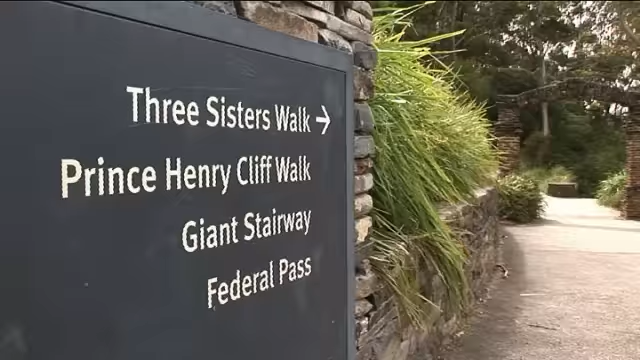 Three Sisters Walk →
Prince Henry Cliff Walk
Giant Stairway
Federal Pass